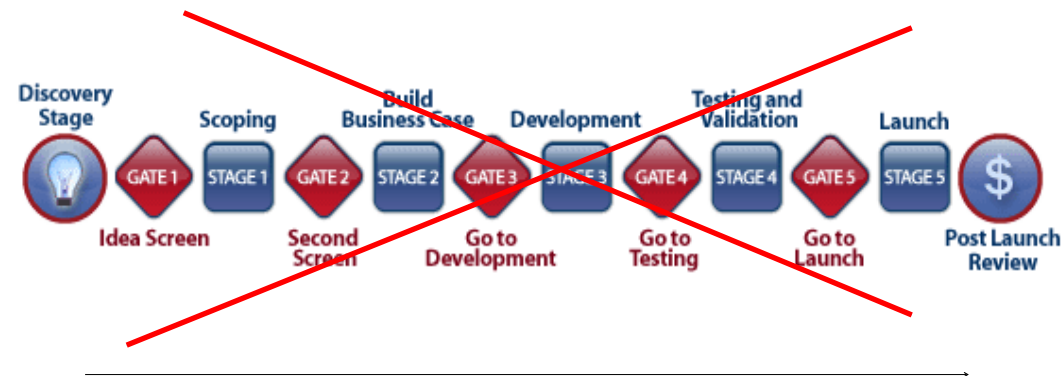 Discovery
Stage
Scoping
Build
Business Case
Development
Testing and
Validation
Launch
GATE 1
STAGE 1
GATE 2
STAGE 2
GATE 3
STAGE 3
GATE 4
STAGE 4
GATE 5
STAGE 5
$
Idea Screen
Second
Screen
Go to
Development
Go to
Testing
Go to
Launch
Post Launch
Review